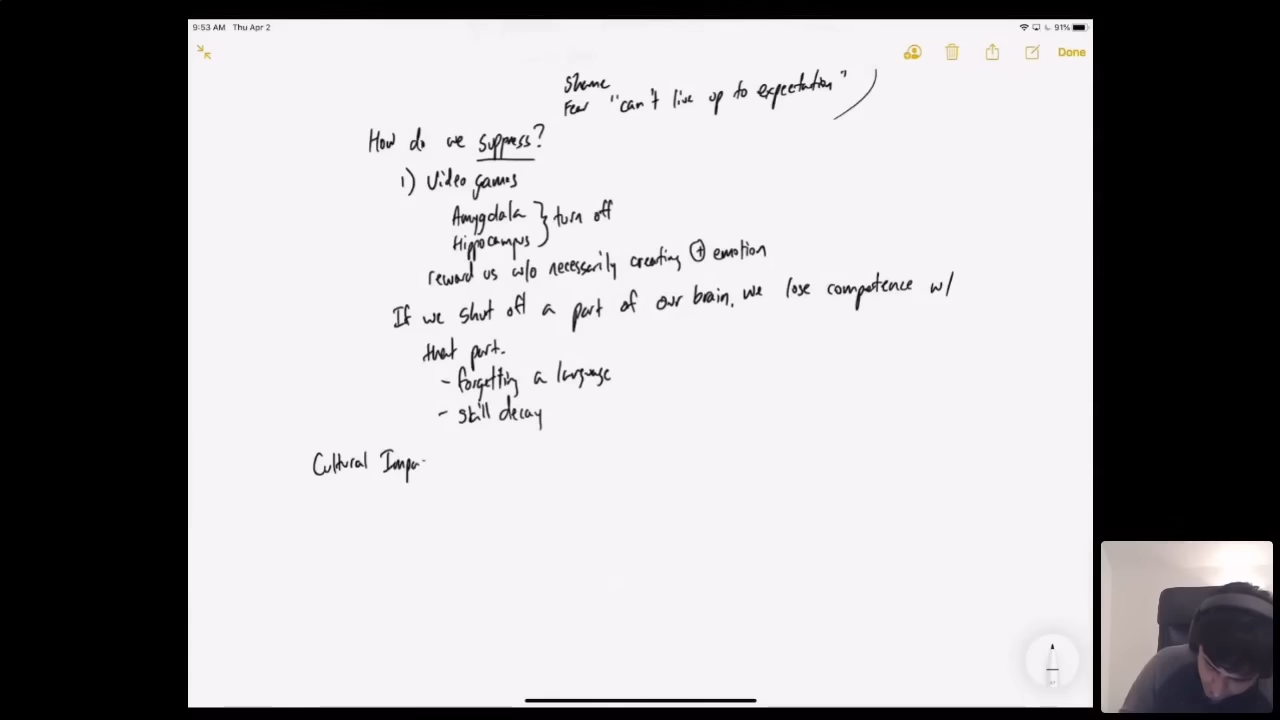 9:53 AM Thu Apr 2 91%
Done
Shame
Fear "can't live up to expectation"
How do we suppress?
1) Video games
Amygdala
Hippocampus } turn off
reward us w/o necessarily creating + emotion
If we shut off a part of our brain, we lose competence w/
that part.
- forgetting a language
- skill decay
Cultural Impa